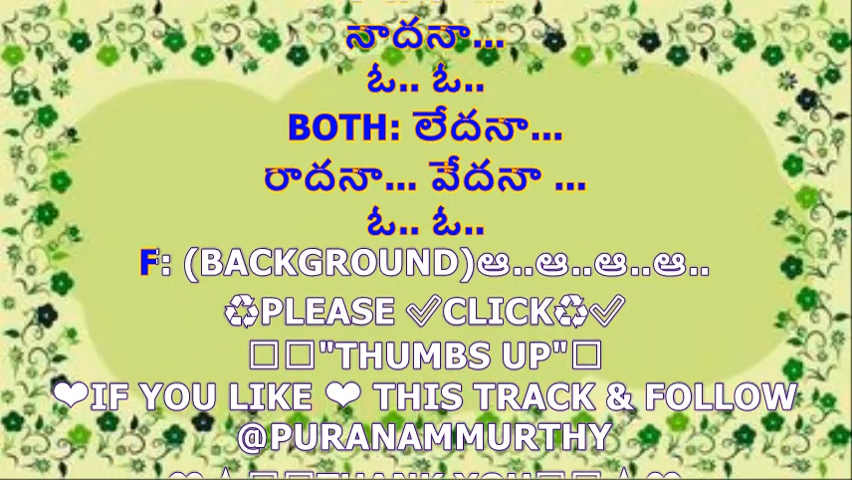 నాదనా...
ఓ.. ఓ..
BOTH: లేదనా...
రాదనా... వేదనా ...
ఓ.. ఓ..
F: (BACKGROUND)ఆ..ఆ..ఆ..ఆ..
♻PLEASE ✅CLICK♻✅
□□"THUMBS UP"□
❤IF YOU LIKE ❤ THIS TRACK & FOLLOW
@PURANAMMURTHY